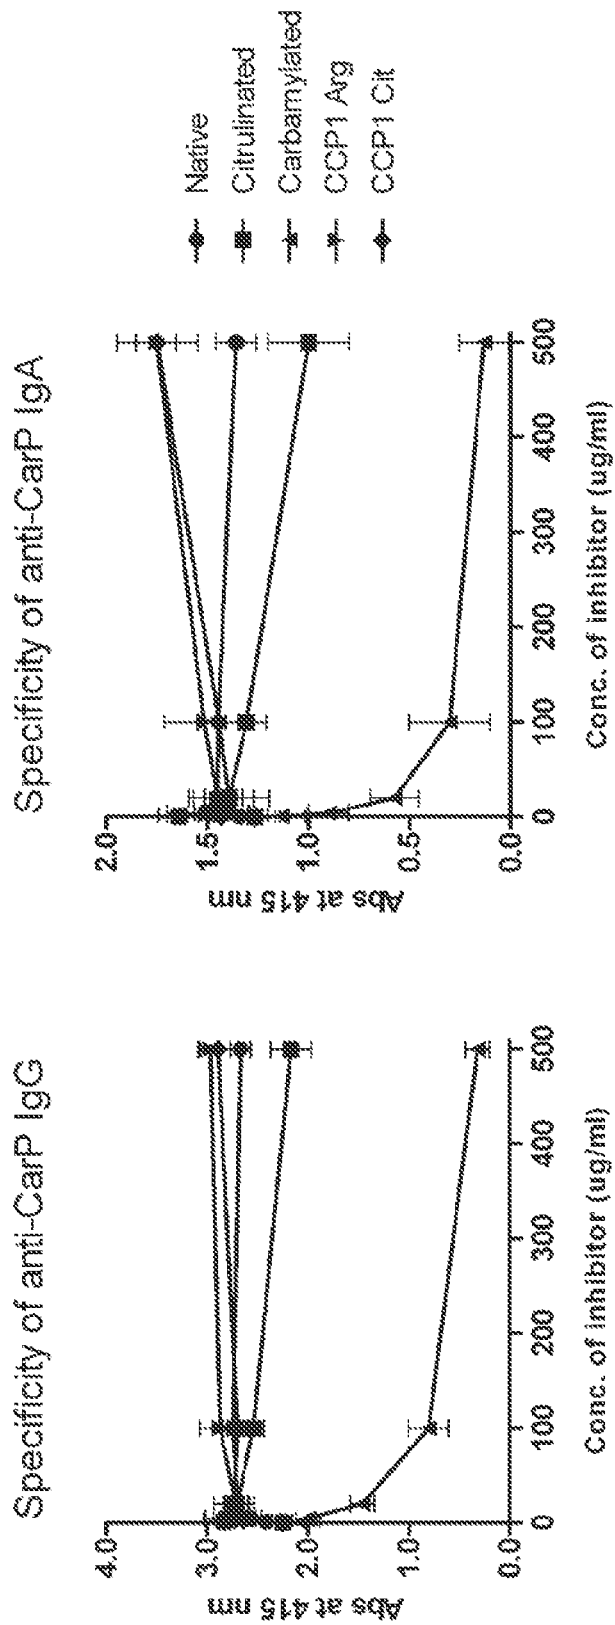 Specificity of anti-CarP IgG
Abs at 415 nm
4.0
3.0
2.0
1.0
0.0
0
100
200
300
400
500
Conc. of inhibitor (ug/ml)
Specificity of anti-CarP IgA
Abs at 415 nm
2.0
1.5
1.0
0.5
0.0
0
100
200
300
400
500
Conc. of inhibitor (ug/ml)
Native
Citrulinated
Carbamylated
CCP1 Arg
CCP1 Cit